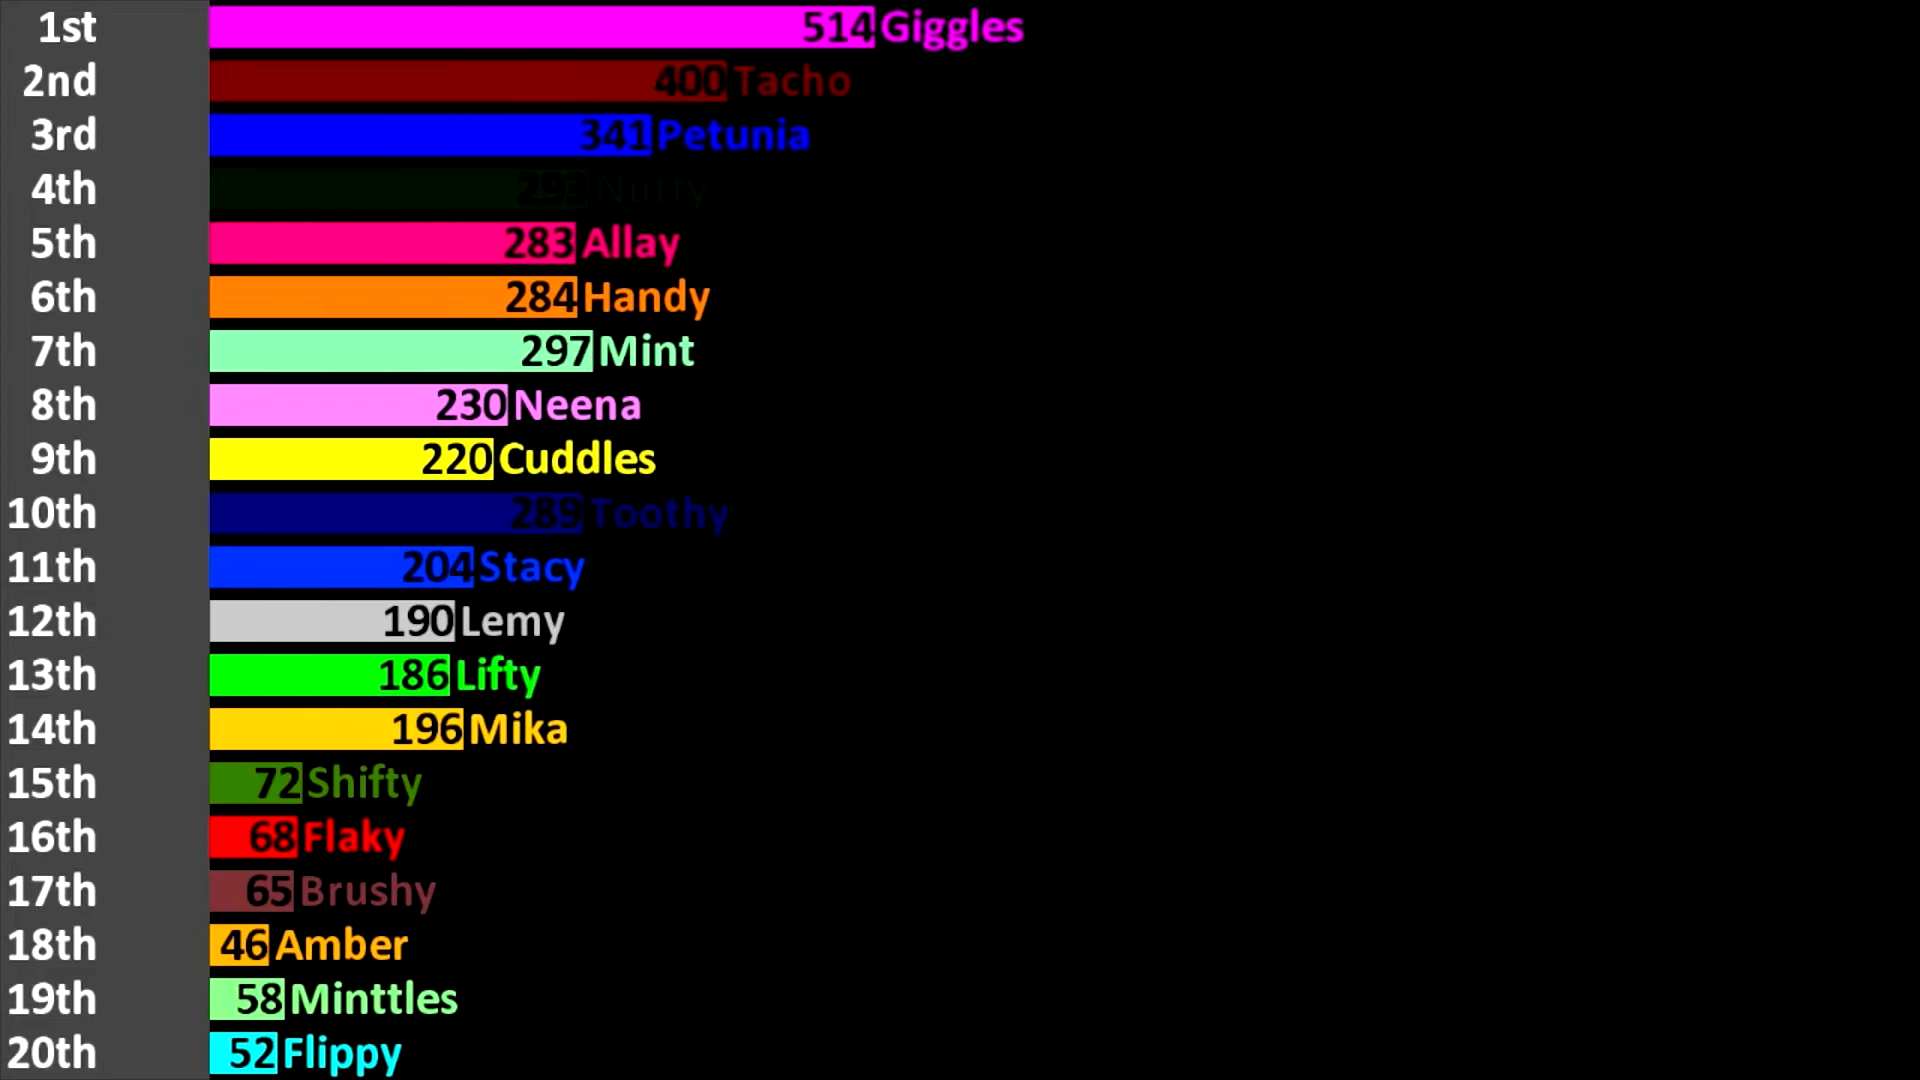 1st 514 Giggles
2nd 400 Tacho
3rd 341 Petunia
4th 293 Nutty
5th 283 Allay
6th 284 Handy
7th 297 Mint
8th 230 Neena
9th 220 Cuddles
10th 289 Toothy
11th 204 Stacy
12th 190 Lemy
13th 186 Lifty
14th 196 Mika
15th 72 Shifty
16th 68 Flaky
17th 65 Brushy
18th 46 Amber
19th 58 Minttles
20th 52 Flippy